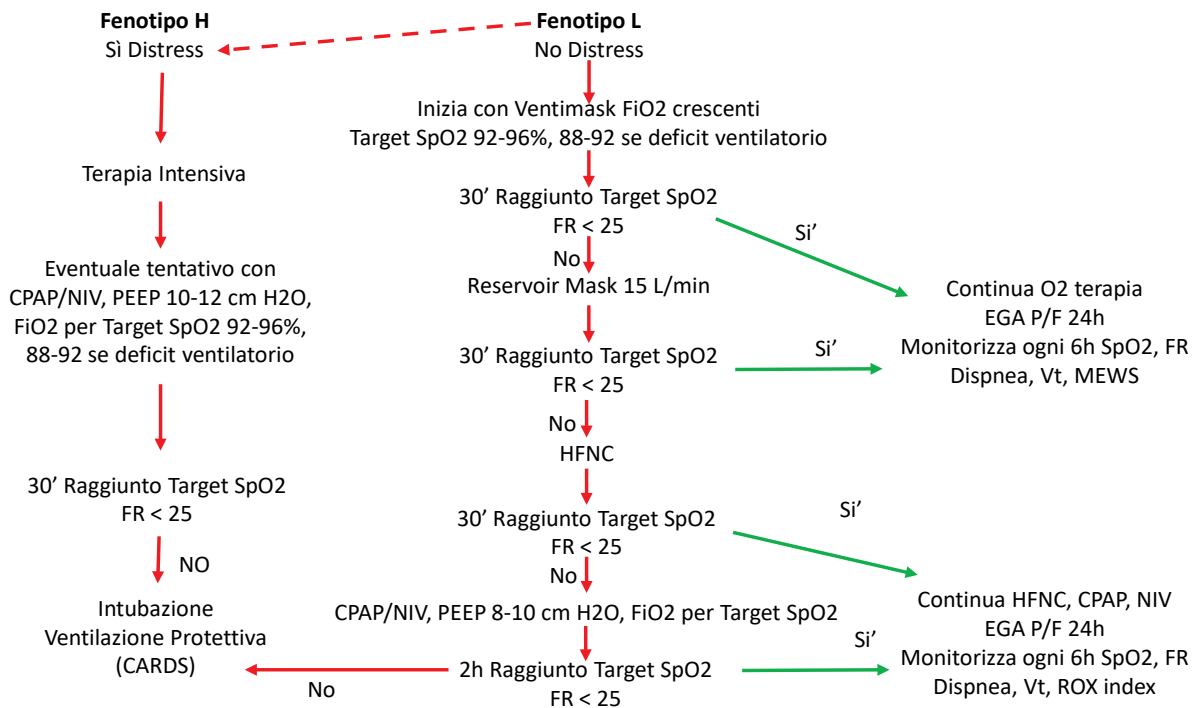 Fenotipo H
Sì Distress
Terapia Intensiva
Eventuale tentativo con
CPAP/NIV, PEEP 10-12 cm H2O,
FiO2 per Target SpO2 92-96%,
88-92 se deficit ventilatorio
30’ Raggiunto Target SpO2
FR < 25
NO
Intubazione
Ventilazione Protettiva
(CARDS)
Fenotipo L
No Distress
Inizia con Ventimask FiO2 crescenti
Target SpO2 92-96%, 88-92 se deficit ventilatorio
30’ Raggiunto Target SpO2
FR < 25
No
Reservoir Mask 15 L/min
30’ Raggiunto Target SpO2
FR < 25
No
HFNC
30’ Raggiunto Target SpO2
FR < 25
No
CPAP/NIV, PEEP 8-10 cm H2O, FiO2 per Target SpO2
2h Raggiunto Target SpO2
FR < 25
No
Si’
Si’
Continua O2 terapia
EGA P/F 24h
Monitorizza ogni 6h SpO2, FR
Dispnea, Vt, MEWS
Si’
Si’
Continua HFNC, CPAP, NIV
EGA P/F 24h
Monitorizza ogni 6h SpO2, FR
Dispnea, Vt, ROX index